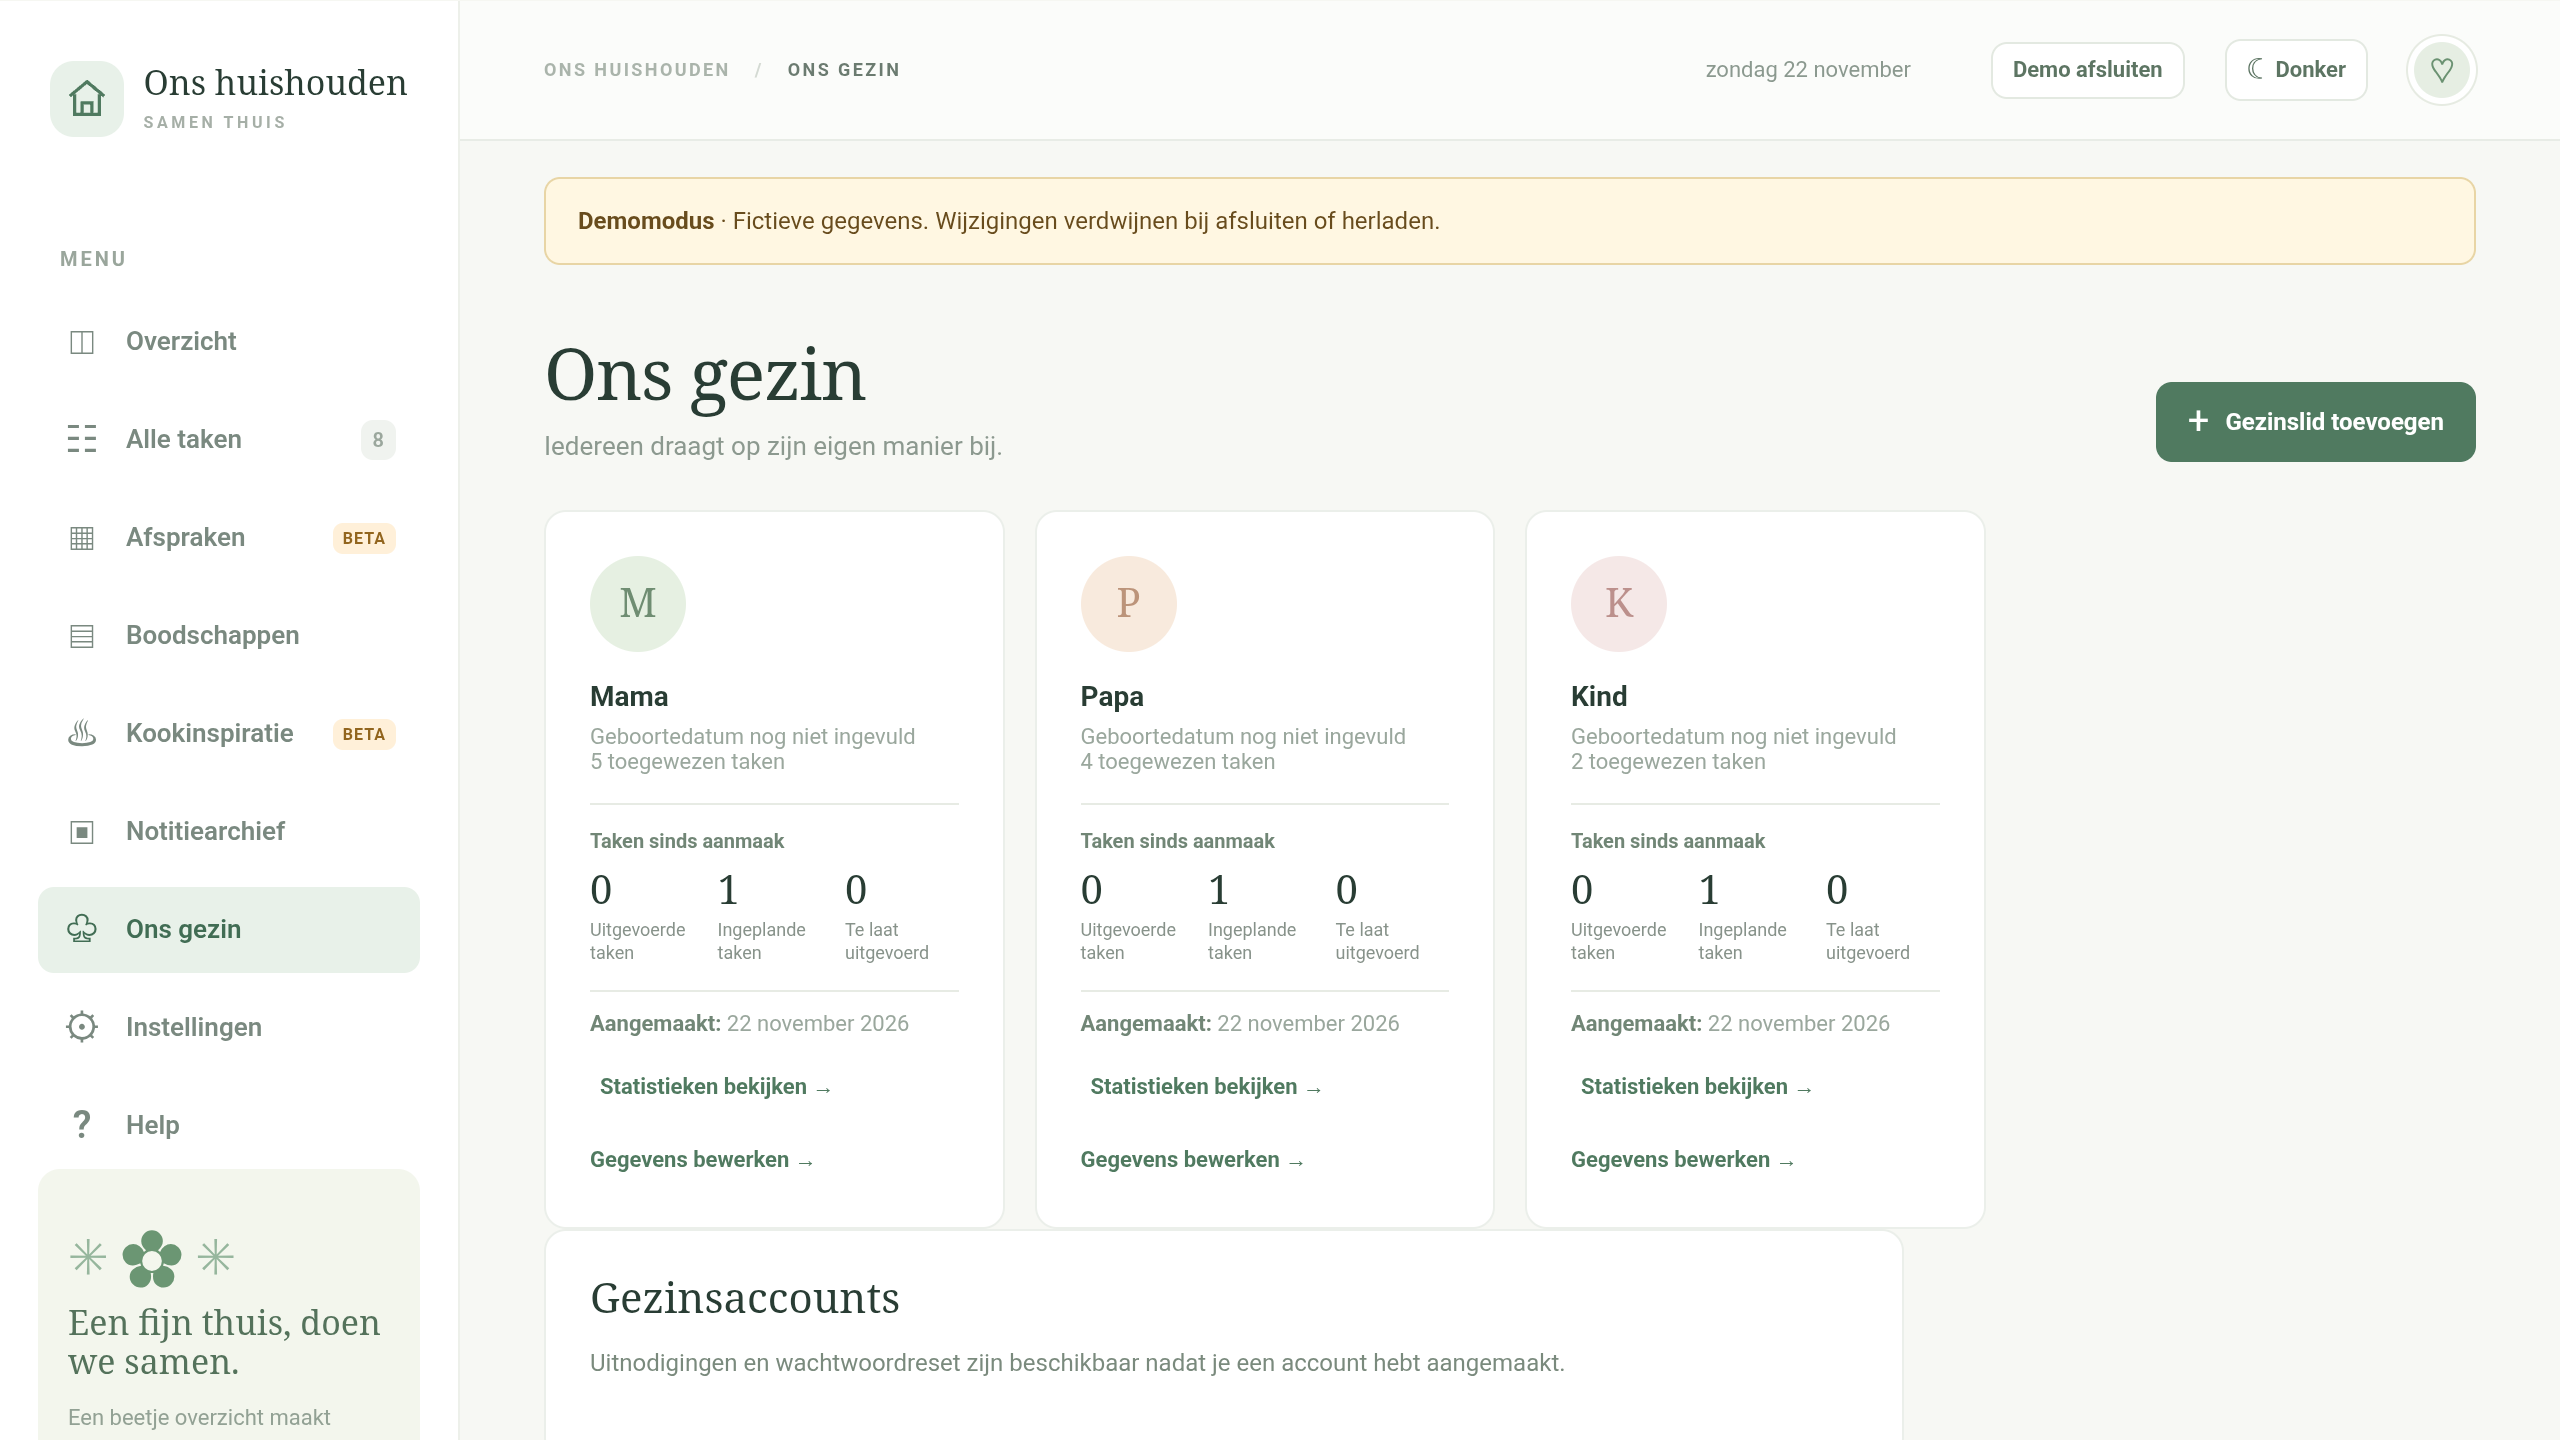 Ons huishouden
SAMEN THUIS
MENU
Overzicht
Alle taken 8
Afspraken BETA
Boodschappen
Kookinspiratie BETA
Notitiearchief
Ons gezin
Instellingen
? Help
Een fijn thuis, doen
we samen.
Een beetje overzicht maakt
ONS HUISHOUDEN / ONS GEZIN
zondag 22 november
Demo afsluiten
Donker
Demomodus · Fictieve gegevens. Wijzigingen verdwijnen bij afsluiten of herladen.
Ons gezin
Iedereen draagt op zijn eigen manier bij.
+ Gezinslid toevoegen
M
Mama
Geboortedatum nog niet ingevuld
5 toegewezen taken
Taken sinds aanmaak
0 1 0
Uitgevoerde taken
Ingeplande taken
Te laat uitgevoerd
Aangemaakt: 22 november 2026
Statistieken bekijken →
Gegevens bewerken →
P
Papa
Geboortedatum nog niet ingevuld
4 toegewezen taken
Taken sinds aanmaak
0 1 0
Uitgevoerde taken
Ingeplande taken
Te laat uitgevoerd
Aangemaakt: 22 november 2026
Statistieken bekijken →
Gegevens bewerken →
K
Kind
Geboortedatum nog niet ingevuld
2 toegewezen taken
Taken sinds aanmaak
0 1 0
Uitgevoerde taken
Ingeplande taken
Te laat uitgevoerd
Aangemaakt: 22 november 2026
Statistieken bekijken →
Gegevens bewerken →
Gezinsaccounts
Uitnodigingen en wachtwoordreset zijn beschikbaar nadat je een account hebt aangemaakt.